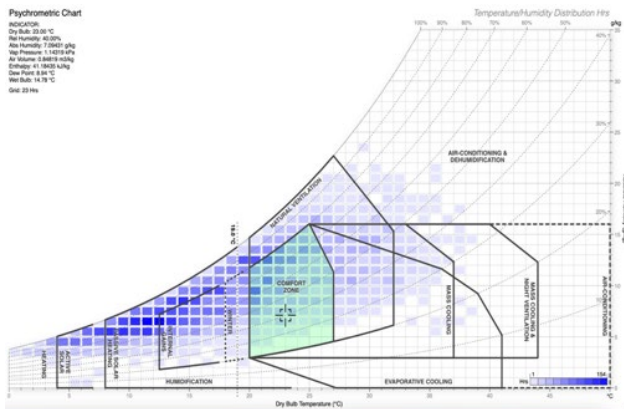 Psychrometric Chart
Temperature/Humidity Distribution Hrs
INDICATOR:
Dry Bulb: 23.00 °C
Rel Humidity: 40.00%
Abs Humidity: 7.09431 g/kg
Vap Pressure: 1.14319 kPa
Air Volume: 0.84819 m3/kg
Enthalpy: 41.18435 kJ/kg
Dew Point: 8.84 °C
Wet Bulb: 14.78 °C
Grid: 23 Hrs
100% 90% 80% 70% 60% 50%
g/kg
40%
30%
20%
AIR-CONDITIONING &
DEHUMIDIFICATION
NATURAL VENTILATION
18.0 °C
COMFORT
ZONE
WINTER
INTERNAL
GAINS
PASSIVE SOLAR
HEATING
ACTIVE
SOLAR
HEATING
MASS COOLING
MASS COOLING &
NIGHT VENTILATION
AIR-CONDITIONING
HUMIDIFICATION
EVAPORATIVE COOLING
Hrs 1 154
0 5 10 15 20 25 30 35 40 45 °C
Dry Bulb Temperature (°C)